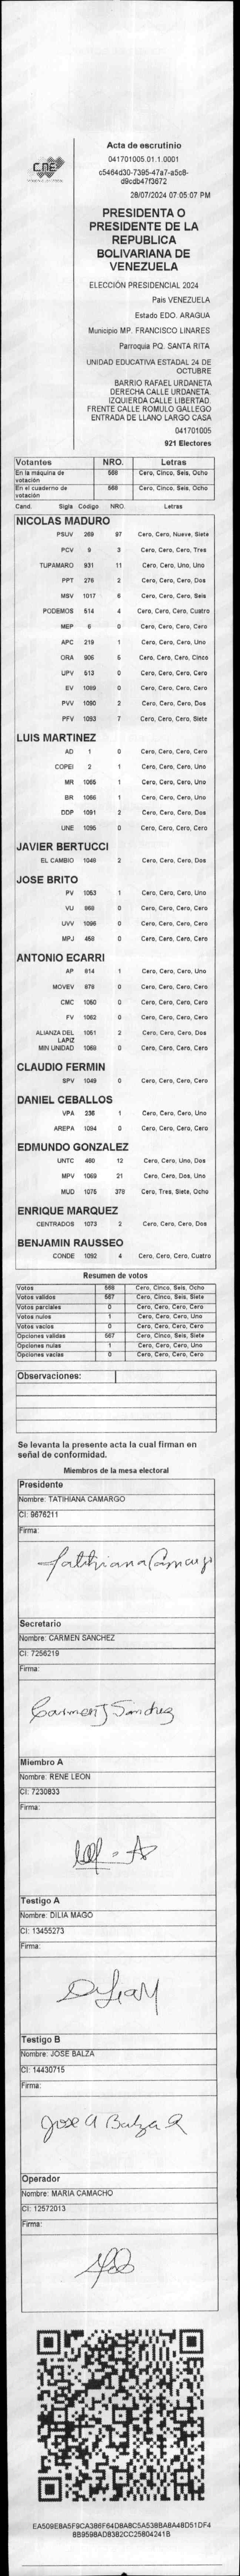 CNE
Acta de escrutinio
041701005.01.1.0001
c5464d30-7395-47a7-a5c8-
d9cdb47f3672
28/07/2024 07:05:07 PM
PRESIDENTA O
PRESIDENTE DE LA
REPUBLICA
BOLIVARIANA DE
VENEZUELA
ELECCIÓN PRESIDENCIAL 2024
Pais VENEZUELA
Estado EDO. ARAGUA
Municipio MP. FRANCISCO LINARES
Parroquia PQ. SANTA RITA
UNIDAD EDUCATIVA ESTADAL 24 DE
OCTUBRE
BARRIO RAFAEL URDANETA
DERECHA CALLE URDANETA.
IZQUIERDA CALLE LIBERTAD.
FRENTE CALLE ROMULO GALLEGO
ENTRADA DE LLANO LARGO CASA
041701005
921 Electores
Votantes NRO. Letras
En la máquina de votación 568 Cero, Cinco, Seis, Ocho
En el cuaderno de votación 568 Cero, Cinco, Seis, Ocho
Cand. Sigla Codigo NRO. Letras
NICOLAS MADURO
PSUV 269 97 Cero, Cero, Nueve, Siete
PCV 9 3 Cero, Cero, Cero, Tres
TUPAMARO 931 11 Cero, Cero, Uno, Uno
PPT 276 2 Cero, Cero, Cero, Dos
MSV 1017 6 Cero, Cero, Cero, Seis
PODEMOS 514 4 Cero, Cero, Cero, Cuatro
MEP 6 0 Cero, Cero, Cero, Cero
APC 219 1 Cero, Cero, Cero, Uno
ORA 906 5 Cero, Cero, Cero, Cinco
UPV 513 0 Cero, Cero, Cero, Cero
EV 1089 0 Cero, Cero, Cero, Cero
PVV 1090 2 Cero, Cero, Cero, Dos
PFV 1093 7 Cero, Cero, Cero, Siete
LUIS MARTINEZ
AD 1 0 Cero, Cero, Cero, Cero
COPEI 2 1 Cero, Cero, Cero, Uno
MR 1065 1 Cero, Cero, Cero, Uno
BR 1066 1 Cero, Cero, Cero, Uno
DDP 1091 2 Cero, Cero, Cero, Dos
UNE 1095 0 Cero, Cero, Cero, Cero
JAVIER BERTUCCI
EL CAMBIO 1048 2 Cero, Cero, Cero, Dos
JOSE BRITO
PV 1053 1 Cero, Cero, Cero, Uno
VU 969 0 Cero, Cero, Cero, Cero
UVV 1096 0 Cero, Cero, Cero, Cero
MPJ 458 0 Cero, Cero, Cero, Cero
ANTONIO ECARRI
AP 814 1 Cero, Cero, Cero, Uno
MOVEV 878 0 Cero, Cero, Cero, Cero
CMC 1050 0 Cero, Cero, Cero, Cero
FV 1052 0 Cero, Cero, Cero, Cero
ALIANZA DEL LAPIZ 1051 2 Cero, Cero, Cero, Dos
MIN UNIDAD 1068 0 Cero, Cero, Cero, Cero
CLAUDIO FERMIN
SPV 1049 0 Cero, Cero, Cero, Cero
DANIEL CEBALLOS
VPA 236 1 Cero, Cero, Cero, Uno
AREPA 1094 0 Cero, Cero, Cero, Cero
EDMUNDO GONZALEZ
UNTC 460 12 Cero, Cero, Uno, Dos
MPV 1069 21 Cero, Cero, Dos, Uno
MUD 1075 378 Cero, Tres, Siete, Ocho
ENRIQUE MARQUEZ
CENTRADOS 1073 2 Cero, Cero, Cero, Dos
BENJAMIN RAUSSEO
CONDE 1092 4 Cero, Cero, Cero, Cuatro
Resumen de votos
Votos 568 Cero, Cinco, Seis, Ocho
Votos validos 567 Cero, Cinco, Seis, Siete
Votos parciales 0 Cero, Cero, Cero, Cero
Votos nulos 1 Cero, Cero, Cero, Uno
Votos vacios 0 Cero, Cero, Cero, Cero
Opciones validas 567 Cero, Cinco, Seis, Siete
Opciones nulas 1 Cero, Cero, Cero, Uno
Opciones vacias 0 Cero, Cero, Cero, Cero
Observaciones:
Se levanta la presente acta la cual firman en
señal de conformidad.
Miembros de la mesa electoral
Presidente
Nombre: TATIHIANA CAMARGO
CI: 9676211
Firma:
Tatihiana Camargo
Secretario
Nombre: CARMEN SANCHEZ
CI: 7256219
Firma:
Carmen J Sanchez
Miembro A
Nombre: RENE LEON
CI: 7230833
Firma:
Testigo A
Nombre: DILIA MAGO
CI: 13455273
Firma:
Testigo B
Nombre: JOSE BALZA
CI: 14430715
Firma:
Jose A Balza R
Operador
Nombre: MARIA CAMACHO
CI: 12572013
Firma:
EA509E8A5F9CA386F64D8A8C5A538BA8A48D51DF4
8B9598AD8382CC25804241B